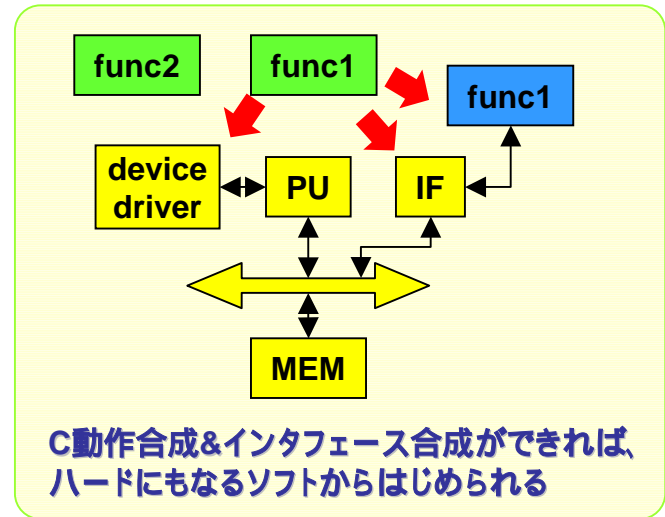 func2
func1
func1
device
driver
PU
IF
MEM
C動作合成&インタフェース合成ができれば、
ハードにもなるソフトからはじめられる